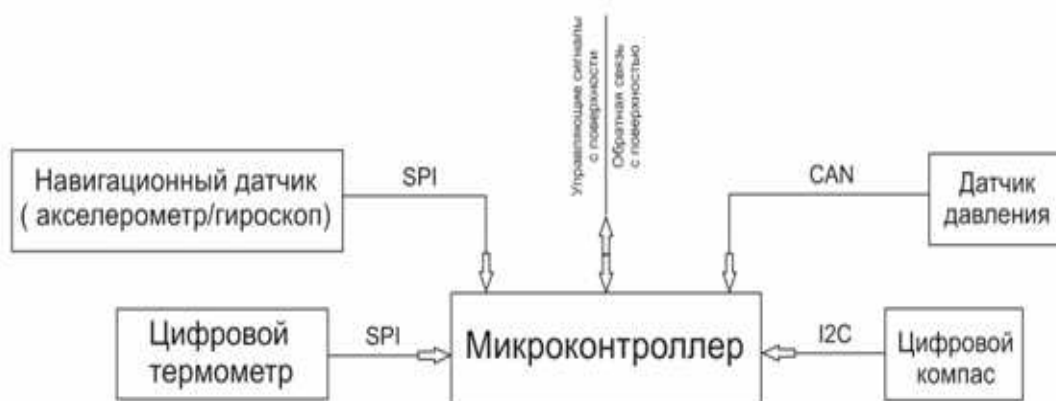 Управляющие сигналы
с поверхности
Обратная связь
с поверхностью
Навигационный датчик
( акселерометр/гироскоп)
SPI
CAN
Датчик
давления
Цифровой
термометр
SPI
Микроконтроллер
I2C
Цифровой
компас